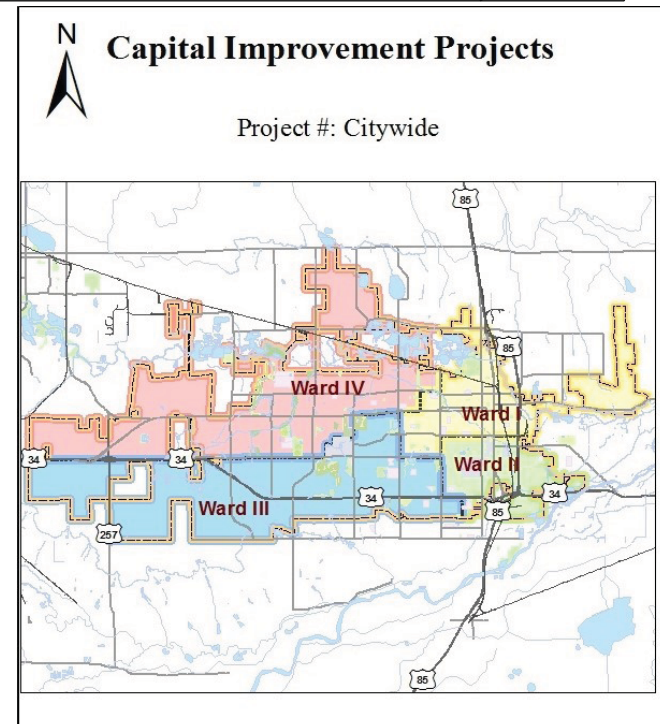 N
Capital Improvement Projects
Project #: Citywide
85
85
Ward IV
Ward I
34
34
Ward II
34
34
Ward III
85
257
85